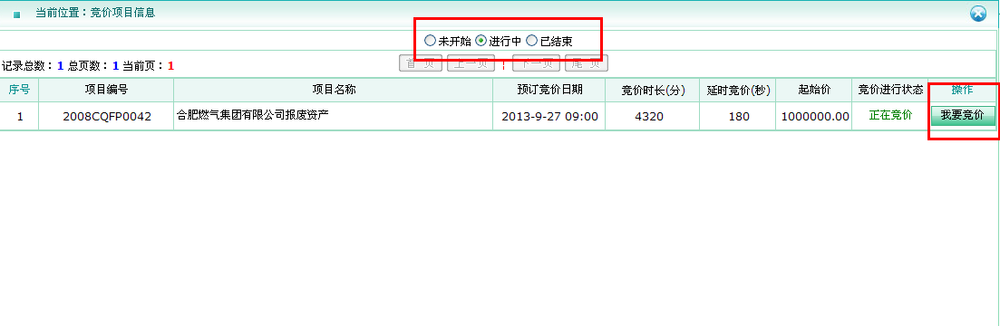 当前位置：竞价项目信息
未开始 进行中 已结束
记录总数：1 总页数：1 当前页：1 首 页 上一页 ¦ 下一页 尾 页
序号 项目编号 项目名称 预订竞价日期 竞价时长(分) 延时竞价(秒) 起始价 竞价进行状态 操作
1 2008CQFP0042 合肥燃气集团有限公司报废资产 2013-9-27 09:00 4320 180 1000000.00 正在竞价 我要竞价